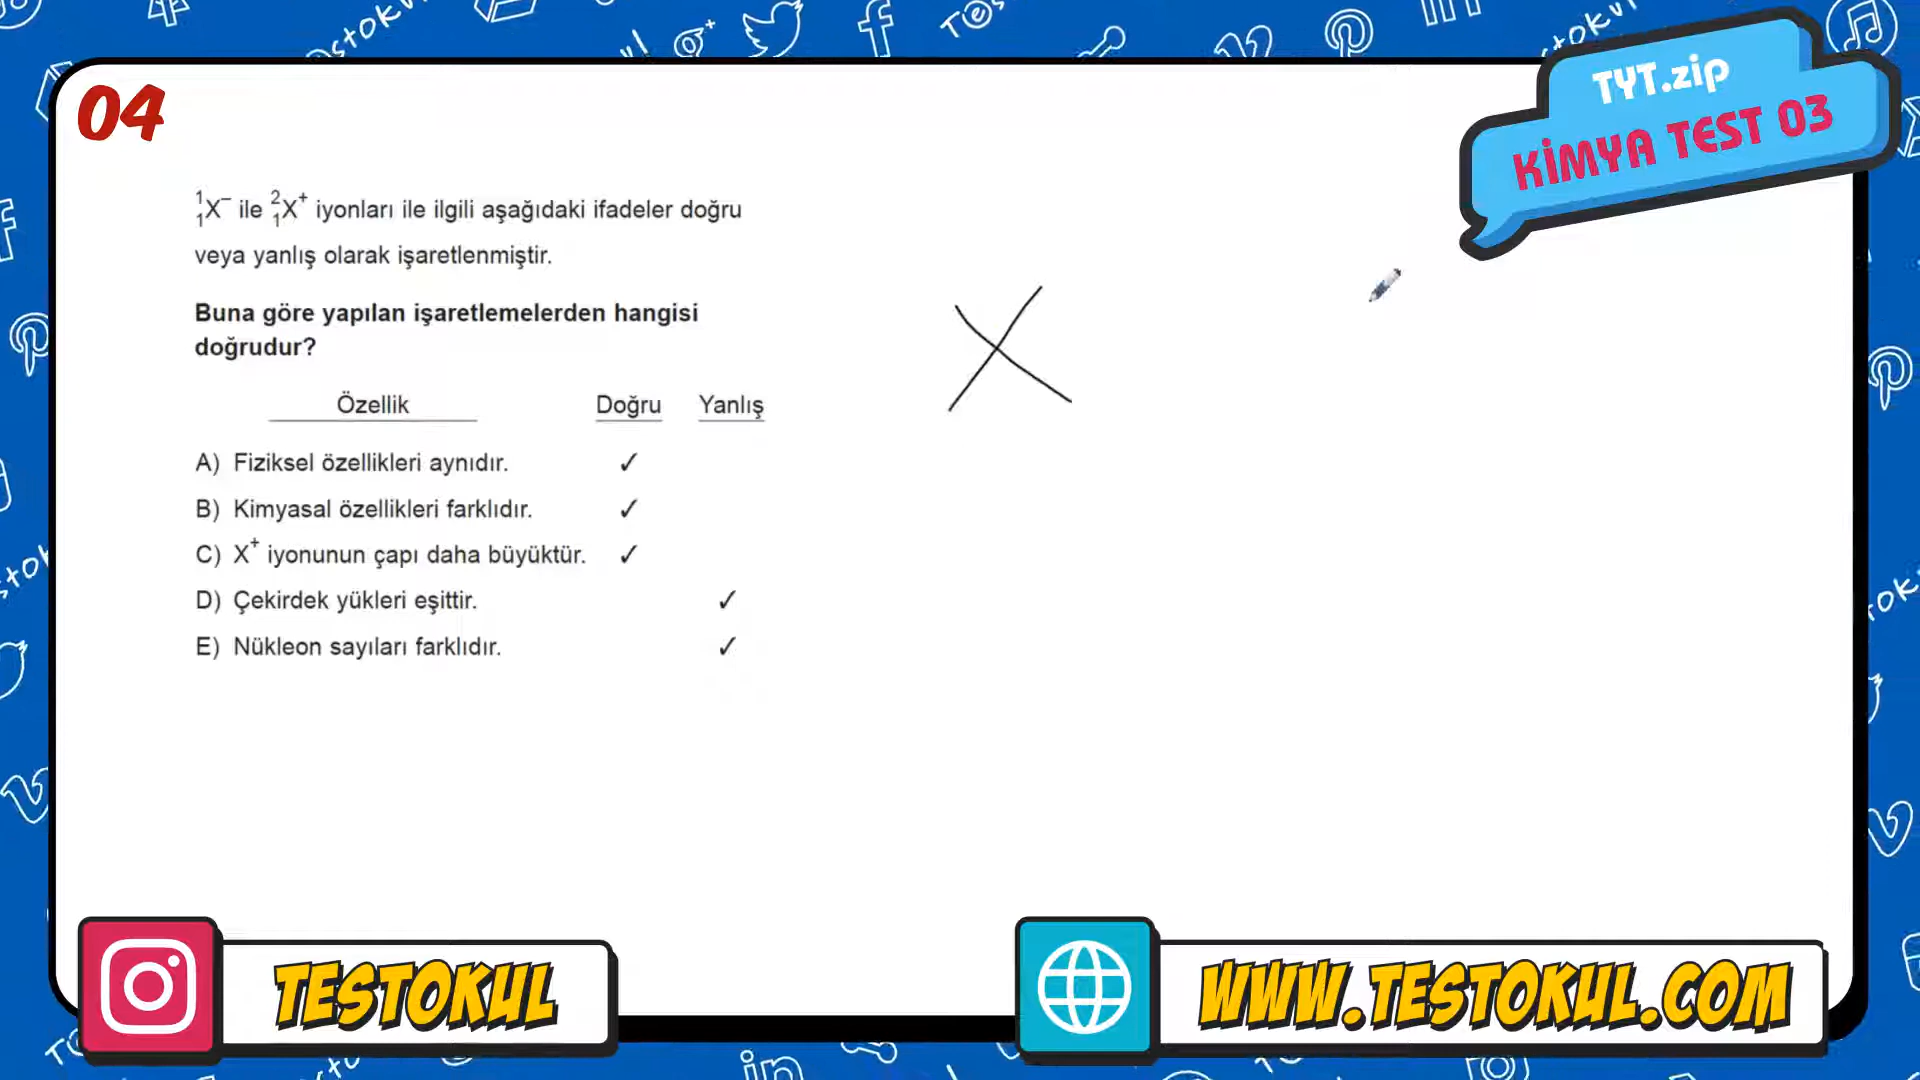 04
TYT.zip
KİMYA TEST 03
¹₁X⁻ ile ²₁X⁺ iyonları ile ilgili aşağıdaki ifadeler doğru
veya yanlış olarak işaretlenmiştir.
Buna göre yapılan işaretlemelerden hangisi
doğrudur?
Özellik Doğru Yanlış
A) Fiziksel özellikleri aynıdır. ✓
B) Kimyasal özellikleri farklıdır. ✓
C) X⁺ iyonunun çapı daha büyüktür. ✓
D) Çekirdek yükleri eşittir. ✓
E) Nükleon sayıları farklıdır. ✓
X
TESTOKUL
WWW.TESTOKUL.COM